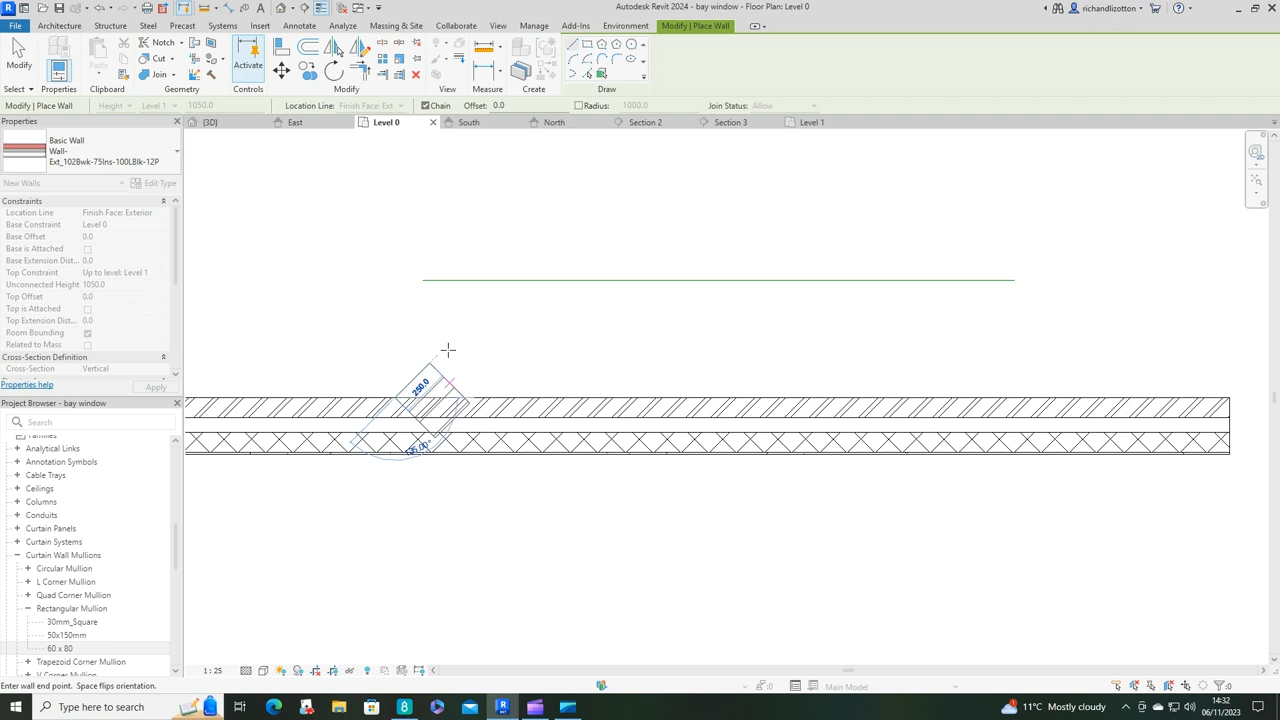 Autodesk Revit 2024 - bay window - Floor Plan: Level 0
richandlizotton
File
Architecture
Structure
Steel
Precast
Systems
Insert
Annotate
Analyze
Massing & Site
Collaborate
View
Manage
Add-Ins
Environment
Modify | Place Wall
Modify
Paste
Notch
Cut
Join
Activate
Select
Properties
Clipboard
Geometry
Controls
Modify
View
Measure
Create
Draw
Modify | Place Wall
Height
Level 1
1050.0
Location Line:
Finish Face: Ext
Chain
Offset:
0.0
Radius:
1000.0
Join Status:
Allow
Properties
{3D}
East
Level 0
South
North
Section 2
Section 3
Level 1
Basic Wall
Wall-
Ext_102Bwk-75Ins-100LBlk-12P
New Walls
Edit Type
Constraints
Location Line Finish Face: Exterior
Base Constraint Level 0
Base Offset 0.0
Base is Attached
Base Extension Dist... 0.0
Top Constraint Up to level: Level 1
Unconnected Height 1050.0
Top Offset 0.0
Top is Attached
Top Extension Dist... 0.0
Room Bounding
Related to Mass
Cross-Section Definition
Cross-Section Vertical
Properties help
Apply
Project Browser - bay window
Search
Families
Analytical Links
Annotation Symbols
Cable Trays
Ceilings
Columns
Conduits
Curtain Panels
Curtain Systems
Curtain Wall Mullions
Circular Mullion
L Corner Mullion
Quad Corner Mullion
Rectangular Mullion
30mm_Square
50x150mm
60 x 80
Trapezoid Corner Mullion
V Corner Mullion
250.0
135.00°
1 : 25
Enter wall end point. Space flips orientation.
:0
Main Model
:0
Type here to search
11°C Mostly cloudy
14:32
06/11/2023